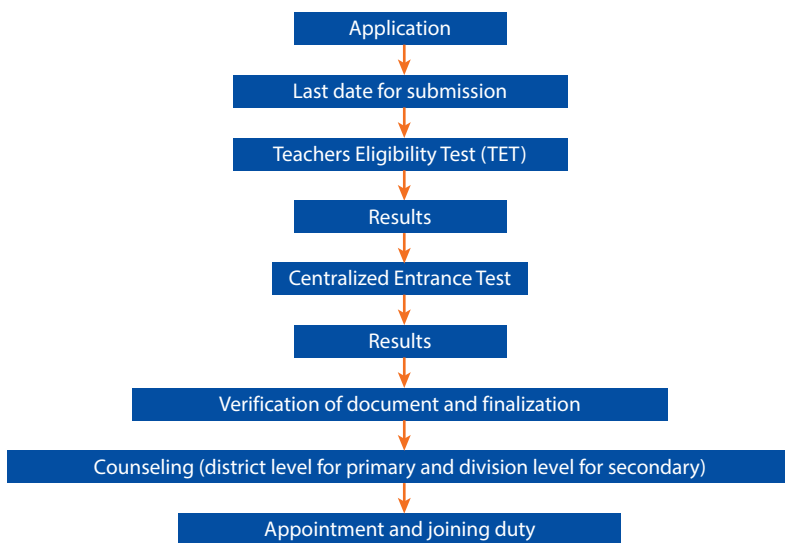 Application
Last date for submission
Teachers Eligibility Test (TET)
Results
Centralized Entrance Test
Results
Verification of document and finalization
Counseling (district level for primary and division level for secondary)
Appointment and joining duty